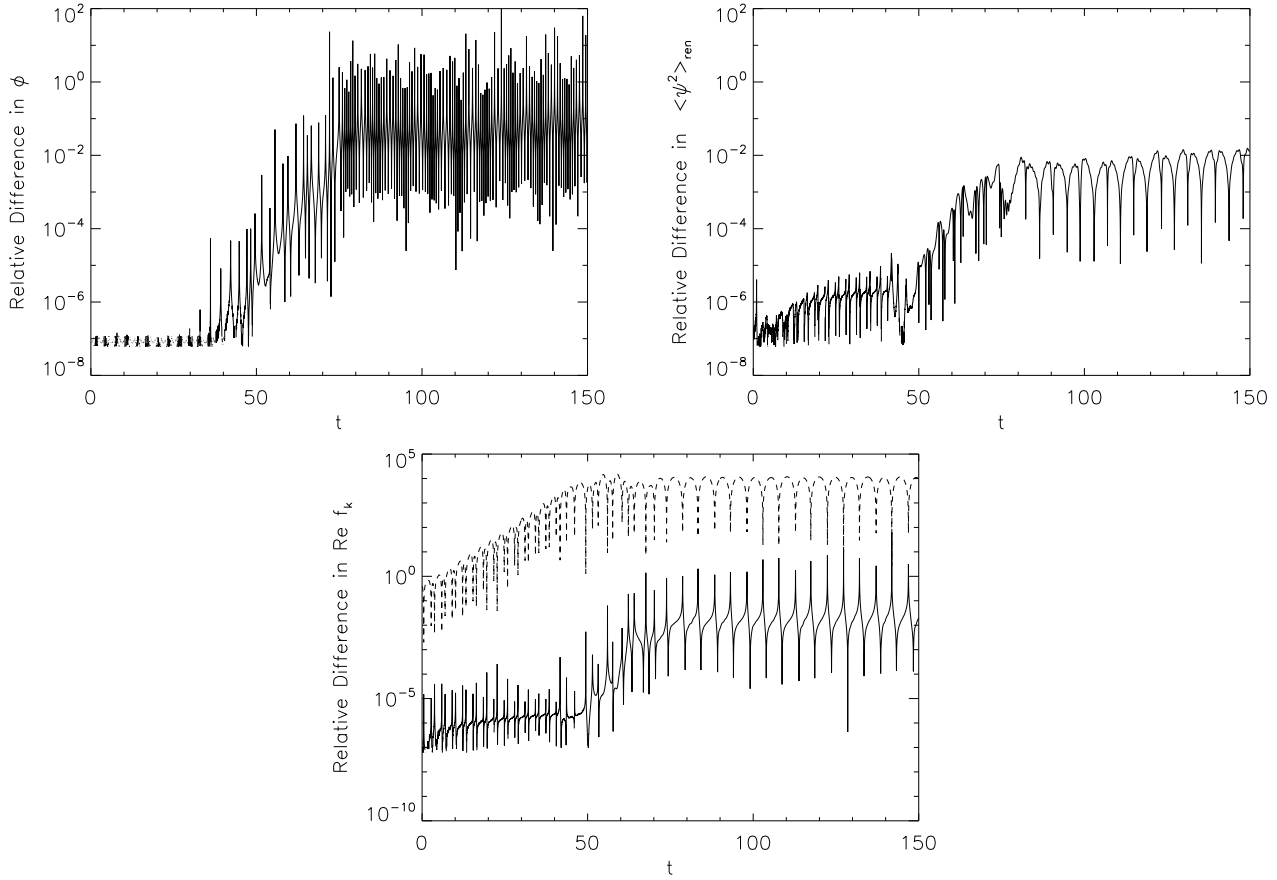 Relative Difference in ϕ
10^2
10^0
10^-2
10^-4
10^-6
10^-8
0 50 100 150
t
Relative Difference in <ψ^2>_ren
10^2
10^0
10^-2
10^-4
10^-6
10^-8
0 50 100 150
t
Relative Difference in Re f_k
10^5
10^0
10^-5
10^-10
0 50 100 150
t